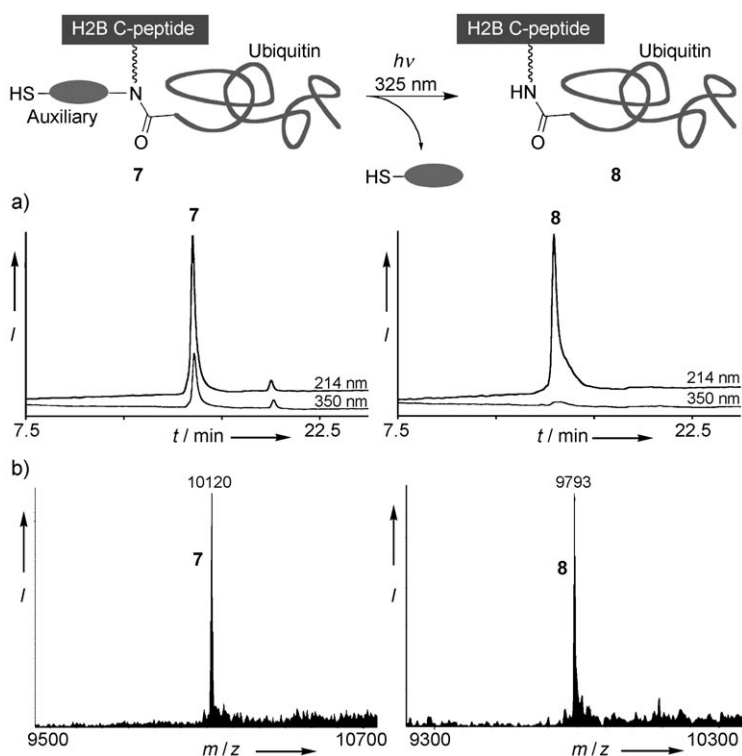 H2B C-peptide
Ubiquitin
HS
N
Auxiliary
O
7
hν
325 nm
HS
H2B C-peptide
Ubiquitin
HN
O
8
a)
7
I
214 nm
350 nm
7.5
t / min
22.5
8
I
214 nm
350 nm
7.5
t / min
22.5
b)
10120
7
I
9500
m / z
10700
9793
8
I
9300
m / z
10300